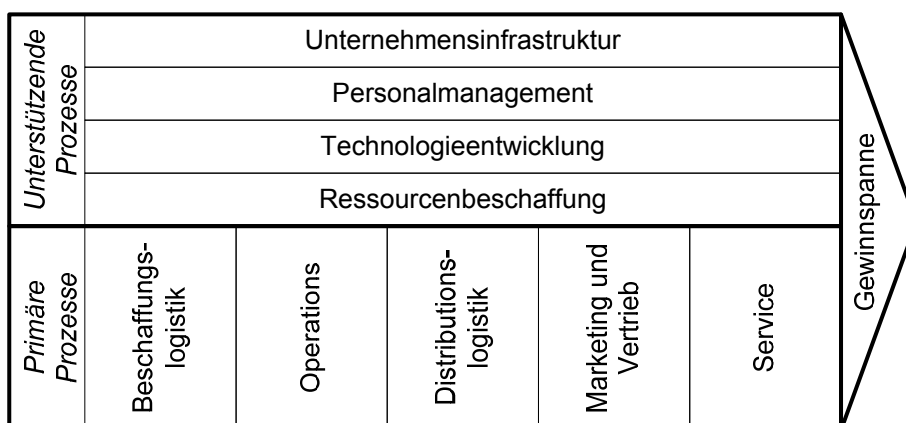 Unterstützende
Prozesse
Unternehmensinfrastruktur
Personalmanagement
Technologieentwicklung
Ressourcenbeschaffung
Primäre
Prozesse
Beschaffungs-
logistik
Operations
Distributions-
logistik
Marketing und
Vertrieb
Service
Gewinnspanne